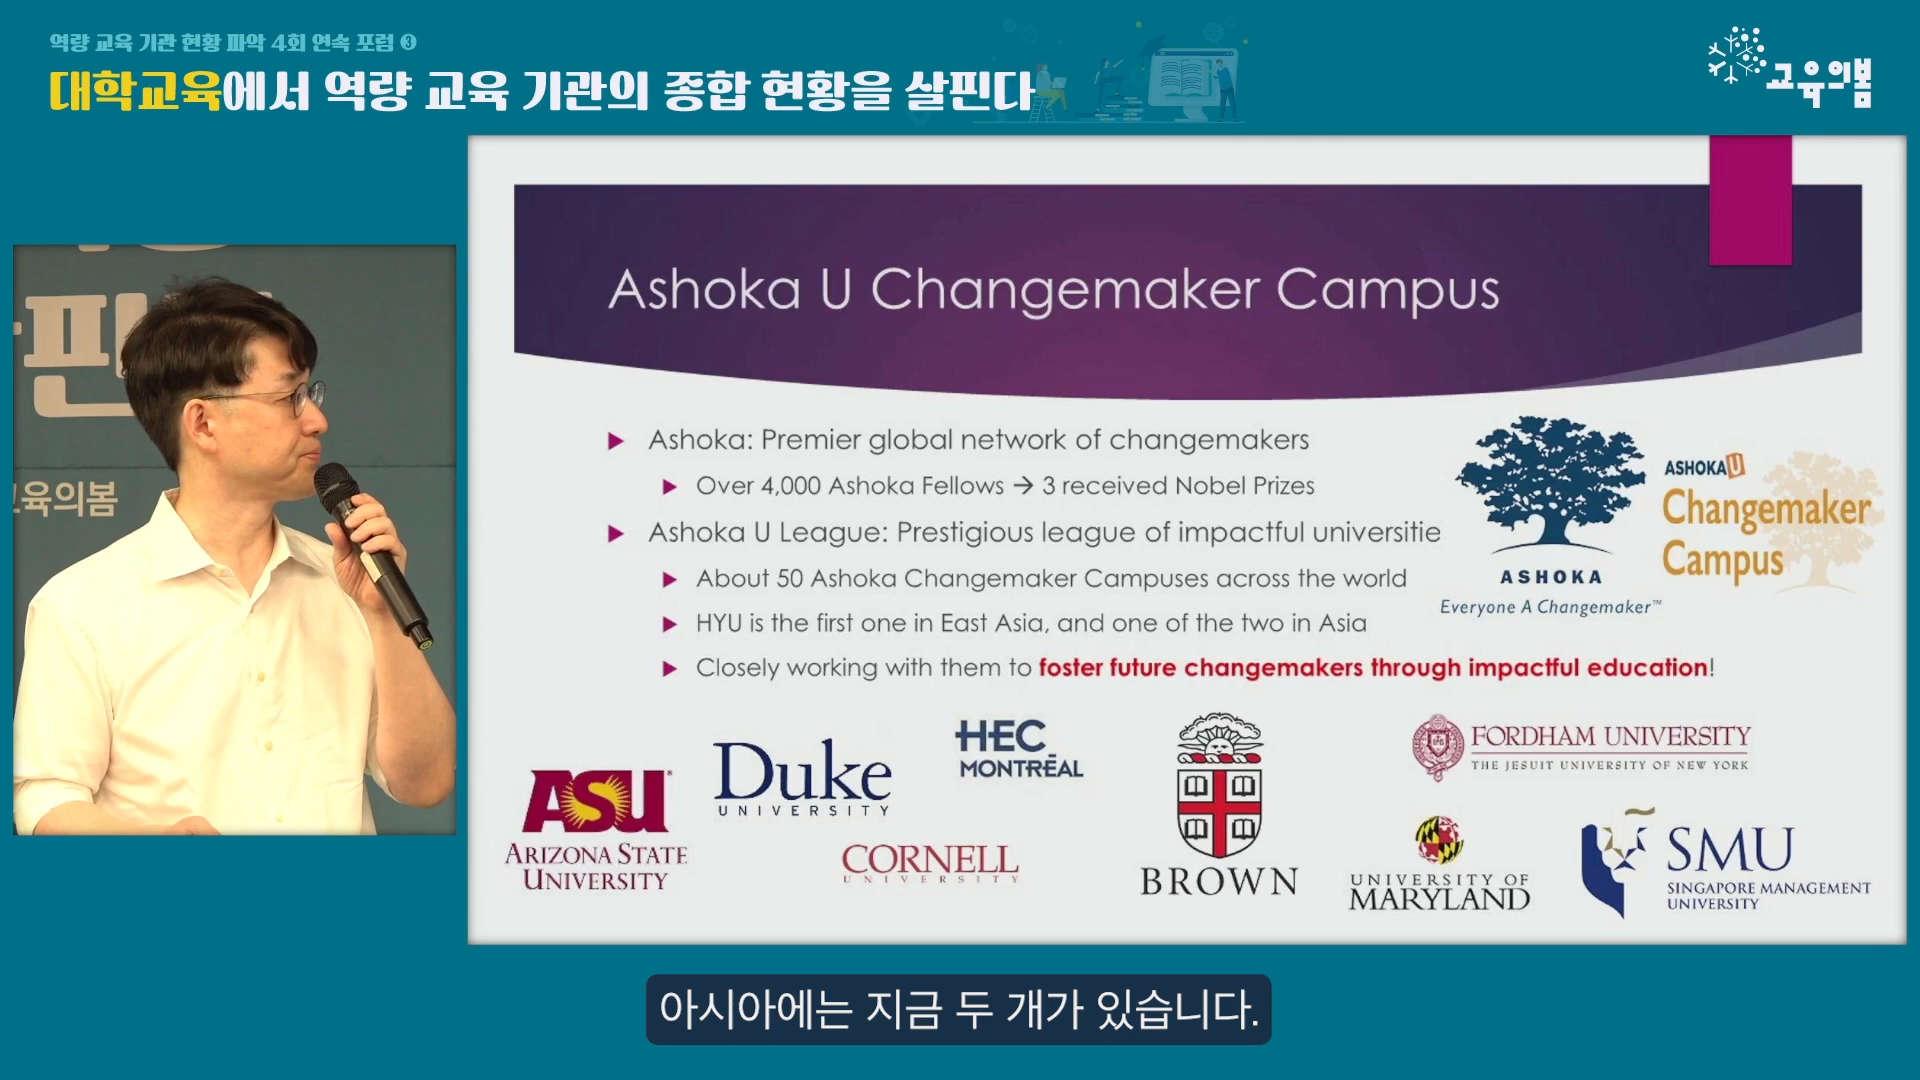 역량 교육 기관 현황 파악 4회 연속 포럼 ❸
대학교육에서 역량 교육 기관의 종합 현황을 살핀다
교육의봄
핀
육의봄
Ashoka U Changemaker Campus
▶ Ashoka: Premier global network of changemakers
▶ Over 4,000 Ashoka Fellows → 3 received Nobel Prizes
▶ Ashoka U League: Prestigious league of impactful universitie
▶ About 50 Ashoka Changemaker Campuses across the world
▶ HYU is the first one in East Asia, and one of the two in Asia
▶ Closely working with them to foster future changemakers through impactful education!
ASHOKA
Everyone A Changemaker™
ASHOKA U
Changemaker
Campus
ASU
ARIZONA STATE
UNIVERSITY
Duke
UNIVERSITY
HEC
MONTRĒAL
CORNELL
UNIVERSITY
BROWN
FORDHAM UNIVERSITY
THE JESUIT UNIVERSITY OF NEW YORK
UNIVERSITY OF
MARYLAND
SMU
SINGAPORE MANAGEMENT
UNIVERSITY
아시아에는 지금 두 개가 있습니다.